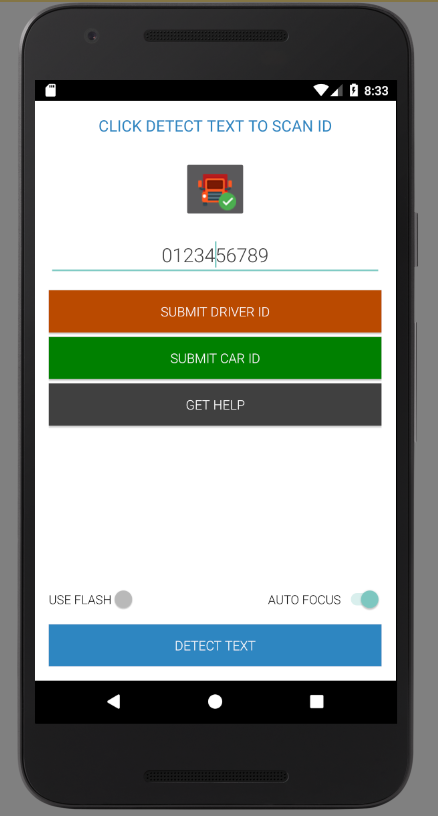 8:33
CLICK DETECT TEXT TO SCAN ID
0123456789
SUBMIT DRIVER ID
SUBMIT CAR ID
GET HELP
USE FLASH
AUTO FOCUS
DETECT TEXT